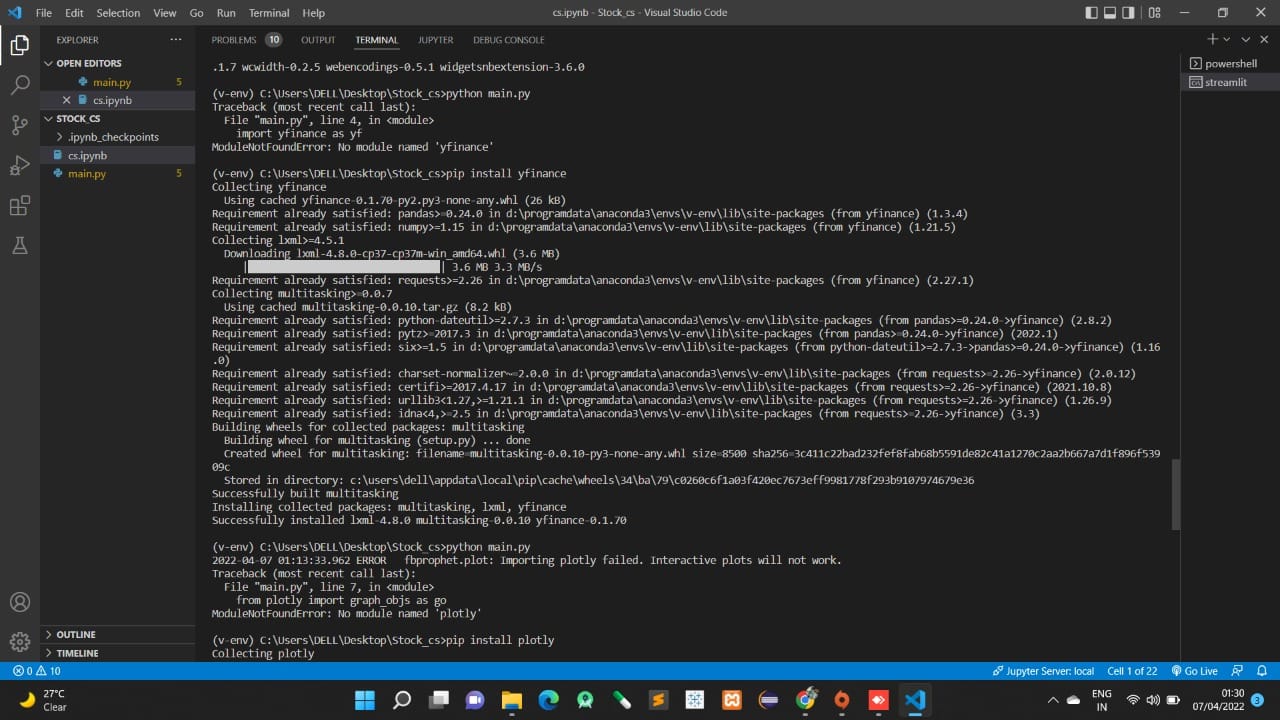 File Edit Selection View Go Run Terminal Help
cs.ipynb - Stock_cs - Visual Studio Code
EXPLORER
OPEN EDITORS
main.py 5
cs.ipynb
STOCK_CS
.ipynb_checkpoints
cs.ipynb
main.py 5
OUTLINE
TIMELINE
PROBLEMS 10 OUTPUT TERMINAL JUPYTER DEBUG CONSOLE
powershell
streamlit
.1.7 wcwidth-0.2.5 webencodings-0.5.1 widgetsnbextension-3.6.0
(v-env) C:\Users\DELL\Desktop\Stock_cs>python main.py
Traceback (most recent call last):
File "main.py", line 4, in <module>
import yfinance as yf
ModuleNotFoundError: No module named 'yfinance'
(v-env) C:\Users\DELL\Desktop\Stock_cs>pip install yfinance
Collecting yfinance
Using cached yfinance-0.1.70-py2.py3-none-any.whl (26 kB)
Requirement already satisfied: pandas>=0.24.0 in d:\programdata\anaconda3\envs\v-env\lib\site-packages (from yfinance) (1.3.4)
Requirement already satisfied: numpy>=1.15 in d:\programdata\anaconda3\envs\v-env\lib\site-packages (from yfinance) (1.21.5)
Collecting lxml>=4.5.1
Downloading lxml-4.8.0-cp37-cp37m-win_amd64.whl (3.6 MB)
| | 3.6 MB 3.3 MB/s
Requirement already satisfied: requests>=2.26 in d:\programdata\anaconda3\envs\v-env\lib\site-packages (from yfinance) (2.27.1)
Collecting multitasking>=0.0.7
Using cached multitasking-0.0.10.tar.gz (8.2 kB)
Requirement already satisfied: python-dateutil>=2.7.3 in d:\programdata\anaconda3\envs\v-env\lib\site-packages (from pandas>=0.24.0->yfinance) (2.8.2)
Requirement already satisfied: pytz>=2017.3 in d:\programdata\anaconda3\envs\v-env\lib\site-packages (from pandas>=0.24.0->yfinance) (2022.1)
Requirement already satisfied: six>=1.5 in d:\programdata\anaconda3\envs\v-env\lib\site-packages (from python-dateutil>=2.7.3->pandas>=0.24.0->yfinance) (1.16
.0)
Requirement already satisfied: charset-normalizer~=2.0.0 in d:\programdata\anaconda3\envs\v-env\lib\site-packages (from requests>=2.26->yfinance) (2.0.12)
Requirement already satisfied: certifi>=2017.4.17 in d:\programdata\anaconda3\envs\v-env\lib\site-packages (from requests>=2.26->yfinance) (2021.10.8)
Requirement already satisfied: urllib3<1.27,>=1.21.1 in d:\programdata\anaconda3\envs\v-env\lib\site-packages (from requests>=2.26->yfinance) (1.26.9)
Requirement already satisfied: idna<4,>=2.5 in d:\programdata\anaconda3\envs\v-env\lib\site-packages (from requests>=2.26->yfinance) (3.3)
Building wheels for collected packages: multitasking
Building wheel for multitasking (setup.py) ... done
Created wheel for multitasking: filename=multitasking-0.0.10-py3-none-any.whl size=8500 sha256=3c411c22bad232fef8fab68b5591de82c41a1270c2aa2b667a7d1f896f539
09c
Stored in directory: c:\users\dell\appdata\local\pip\cache\wheels\34\ba\79\c0260c6f1a03f420ec7673eff9981778f293b9107974679e36
Successfully built multitasking
Installing collected packages: multitasking, lxml, yfinance
Successfully installed lxml-4.8.0 multitasking-0.0.10 yfinance-0.1.70
(v-env) C:\Users\DELL\Desktop\Stock_cs>python main.py
2022-04-07 01:13:33.962 ERROR fbprophet.plot: Importing plotly failed. Interactive plots will not work.
Traceback (most recent call last):
File "main.py", line 7, in <module>
from plotly import graph_objs as go
ModuleNotFoundError: No module named 'plotly'
(v-env) C:\Users\DELL\Desktop\Stock_cs>pip install plotly
Collecting plotly
0 10
Jupyter Server: local Cell 1 of 22 Go Live
27°C
Clear
ENG
IN
01:30
07/04/2022
3